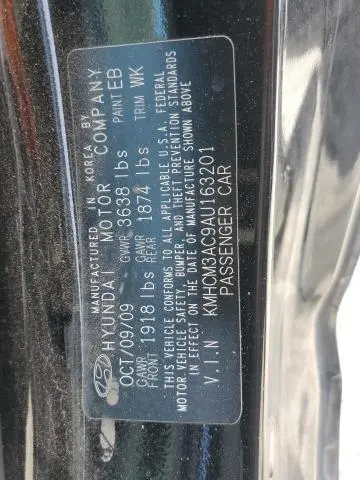 MANUFACTURED IN KOREA BY
HYUNDAI MOTOR COMPANY
OCT/09/09 GVWR 3638 lbs PAINT EB
GAWR FRONT 1918 lbs GAWR REAR 1874 lbs TRIM WK
THIS VEHICLE CONFORMS TO ALL APPLICABLE U.S.A. FEDERAL
MOTOR VEHICLE SAFETY, BUMPER, AND THEFT PREVENTION STANDARDS
IN EFFECT ON THE DATE OF MANUFACTURE SHOWN ABOVE
V.I.N KMHCM3AC9AU163201
PASSENGER CAR